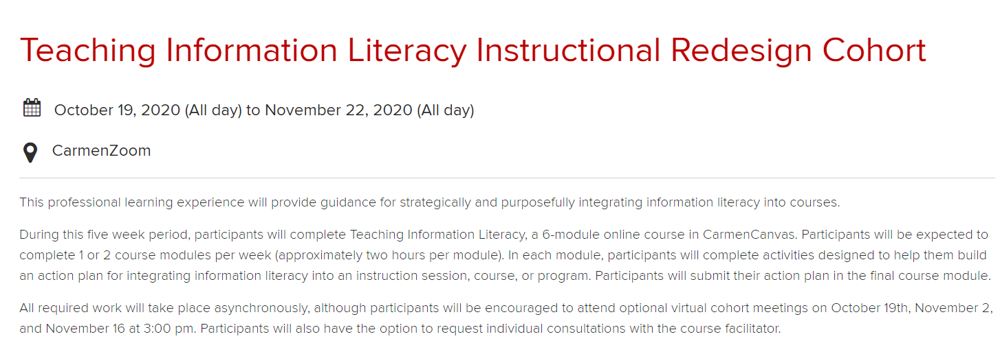 Teaching Information Literacy Instructional Redesign Cohort
October 19, 2020 (All day) to November 22, 2020 (All day)
CarmenZoom
This professional learning experience will provide guidance for strategically and purposefully integrating information literacy into courses.
During this five week period, participants will complete Teaching Information Literacy, a 6-module online course in CarmenCanvas. Participants will be expected to
complete 1 or 2 course modules per week (approximately two hours per module). In each module, participants will complete activities designed to help them build
an action plan for integrating information literacy into an instruction session, course, or program. Participants will submit their action plan in the final course module.
All required work will take place asynchronously, although participants will be encouraged to attend optional virtual cohort meetings on October 19th, November 2,
and November 16 at 3:00 pm. Participants will also have the option to request individual consultations with the course facilitator.